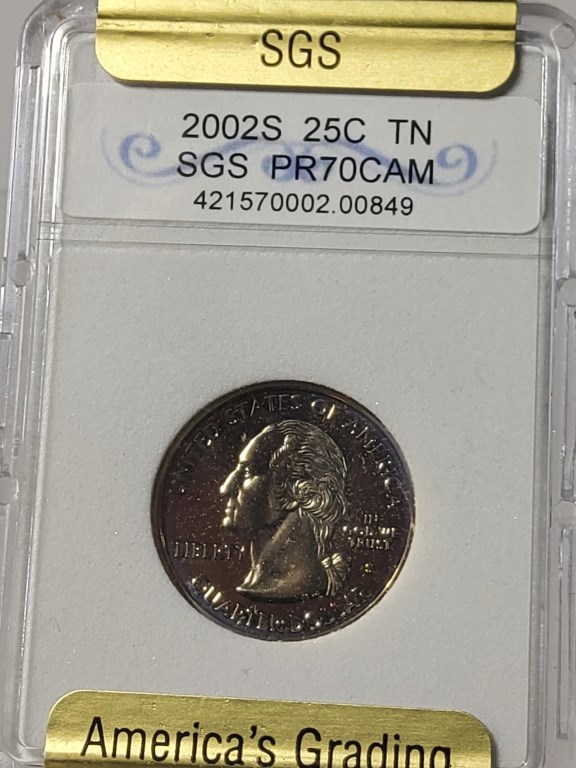 SGS
2002S 25C TN
SGS PR70CAM
421570002.00849
UNITED STATES OF AMERICA
IN
GOD WE
TRUST
LIBERTY
S
QUARTER DOLLAR
America's Grading